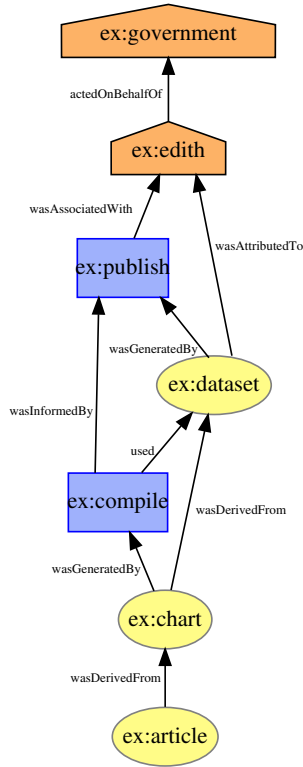 ex:government
actedOnBehalfOf
ex:edith
wasAssociatedWith
wasAttributedTo
ex:publish
wasGeneratedBy
ex:dataset
wasInformedBy
used
ex:compile
wasDerivedFrom
wasGeneratedBy
ex:chart
wasDerivedFrom
ex:article